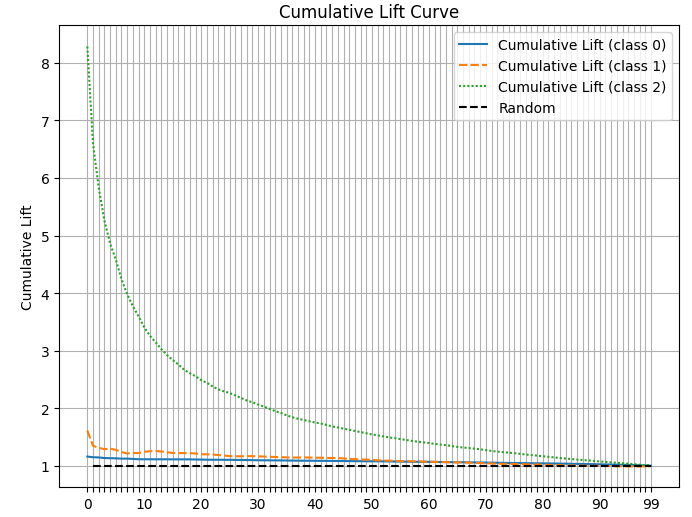 Cumulative Lift Curve
Cumulative Lift (class 0)
Cumulative Lift (class 1)
Cumulative Lift (class 2)
Random
Cumulative Lift
8
7
6
5
4
3
2
1
0 10 20 30 40 50 60 70 80 90 99